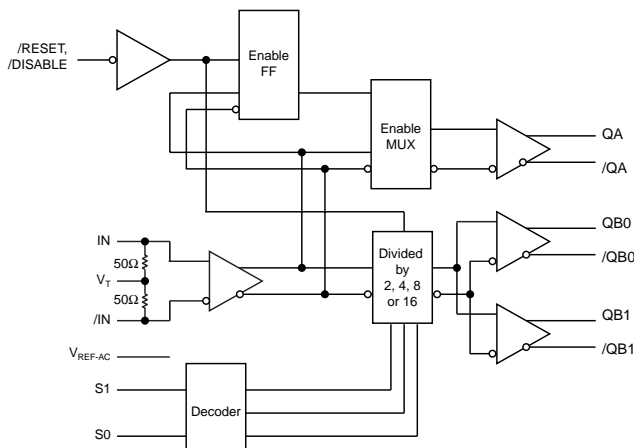 /RESET,
/DISABLE
Enable
FF
Enable
MUX
QA
/QA
IN
50Ω
VT
50Ω
/IN
Divided
by
2, 4, 8
or 16
QB0
/QB0
QB1
/QB1
VREF-AC
S1
Decoder
S0